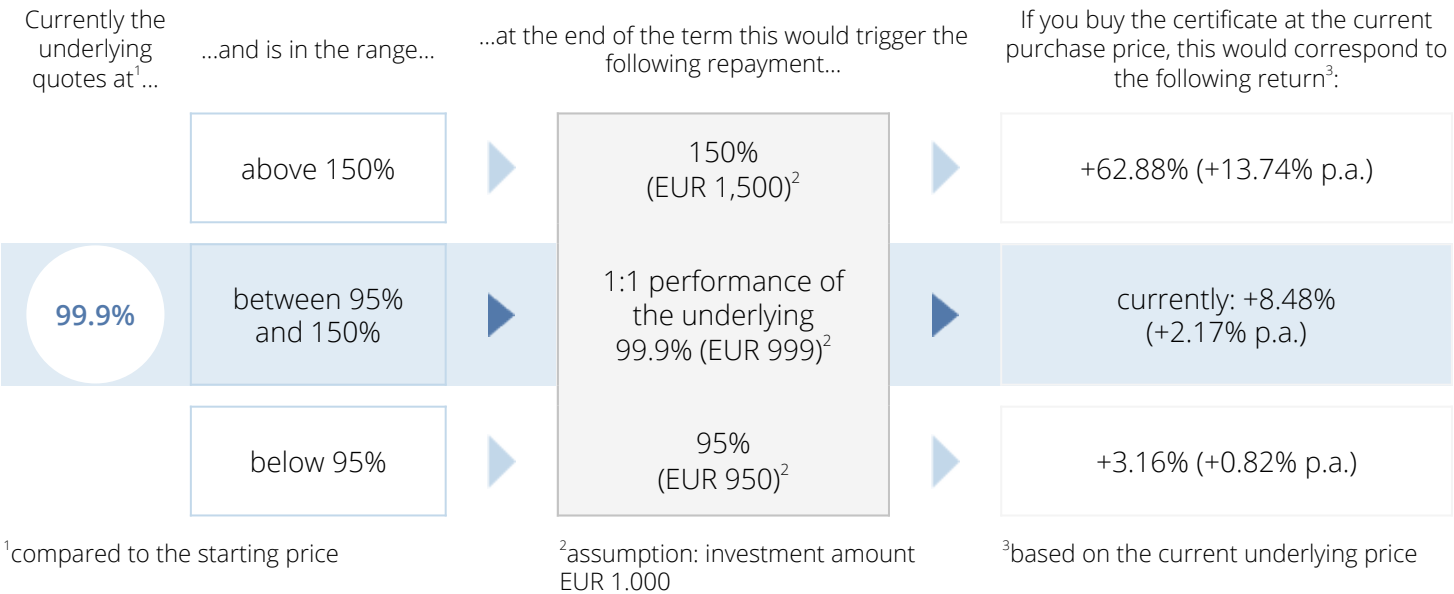 Currently the
underlying
quotes at¹...
...and is in the range...
...at the end of the term this would trigger the
following repayment...
If you buy the certificate at the current
purchase price, this would correspond to
the following return³:
above 150%
150%
(EUR 1,500)²
+62.88% (+13.74% p.a.)
99.9%
between 95%
and 150%
1:1 performance of
the underlying
99.9% (EUR 999)²
currently: +8.48%
(+2.17% p.a.)
below 95%
95%
(EUR 950)²
+3.16% (+0.82% p.a.)
¹compared to the starting price
²assumption: investment amount
EUR 1.000
³based on the current underlying price